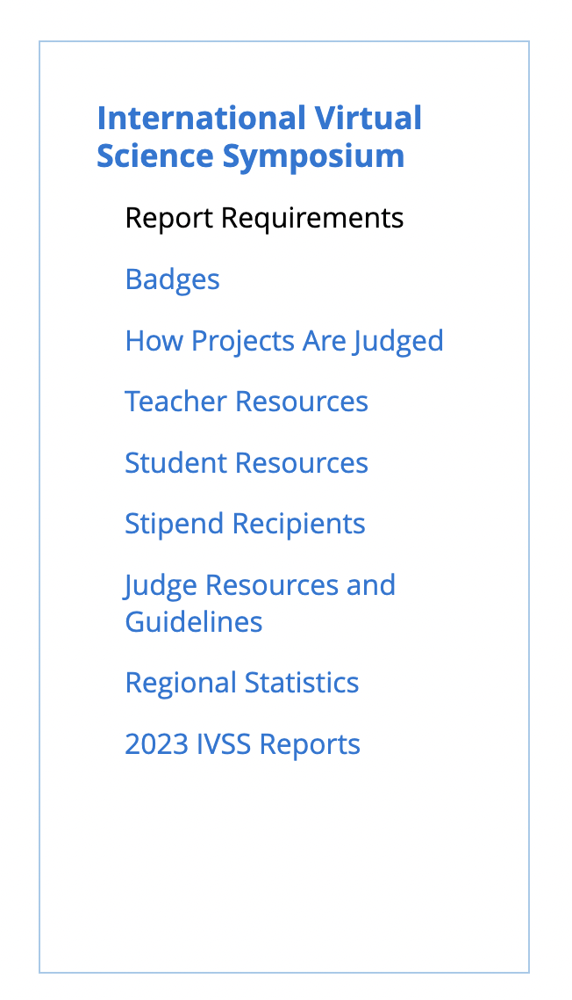 International Virtual
Science Symposium
Report Requirements
Badges
How Projects Are Judged
Teacher Resources
Student Resources
Stipend Recipients
Judge Resources and
Guidelines
Regional Statistics
2023 IVSS Reports